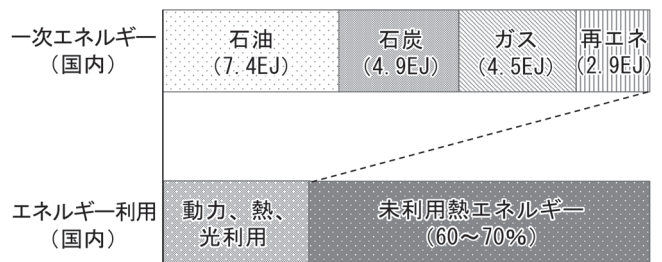 一次エネルギー
(国内)
石油
(7.4EJ)
石炭
(4.9EJ)
ガス
(4.5EJ)
再エネ
(2.9EJ)
エネルギー利用
(国内)
動力、熱、
光利用
未利用熱エネルギー
(60～70%)